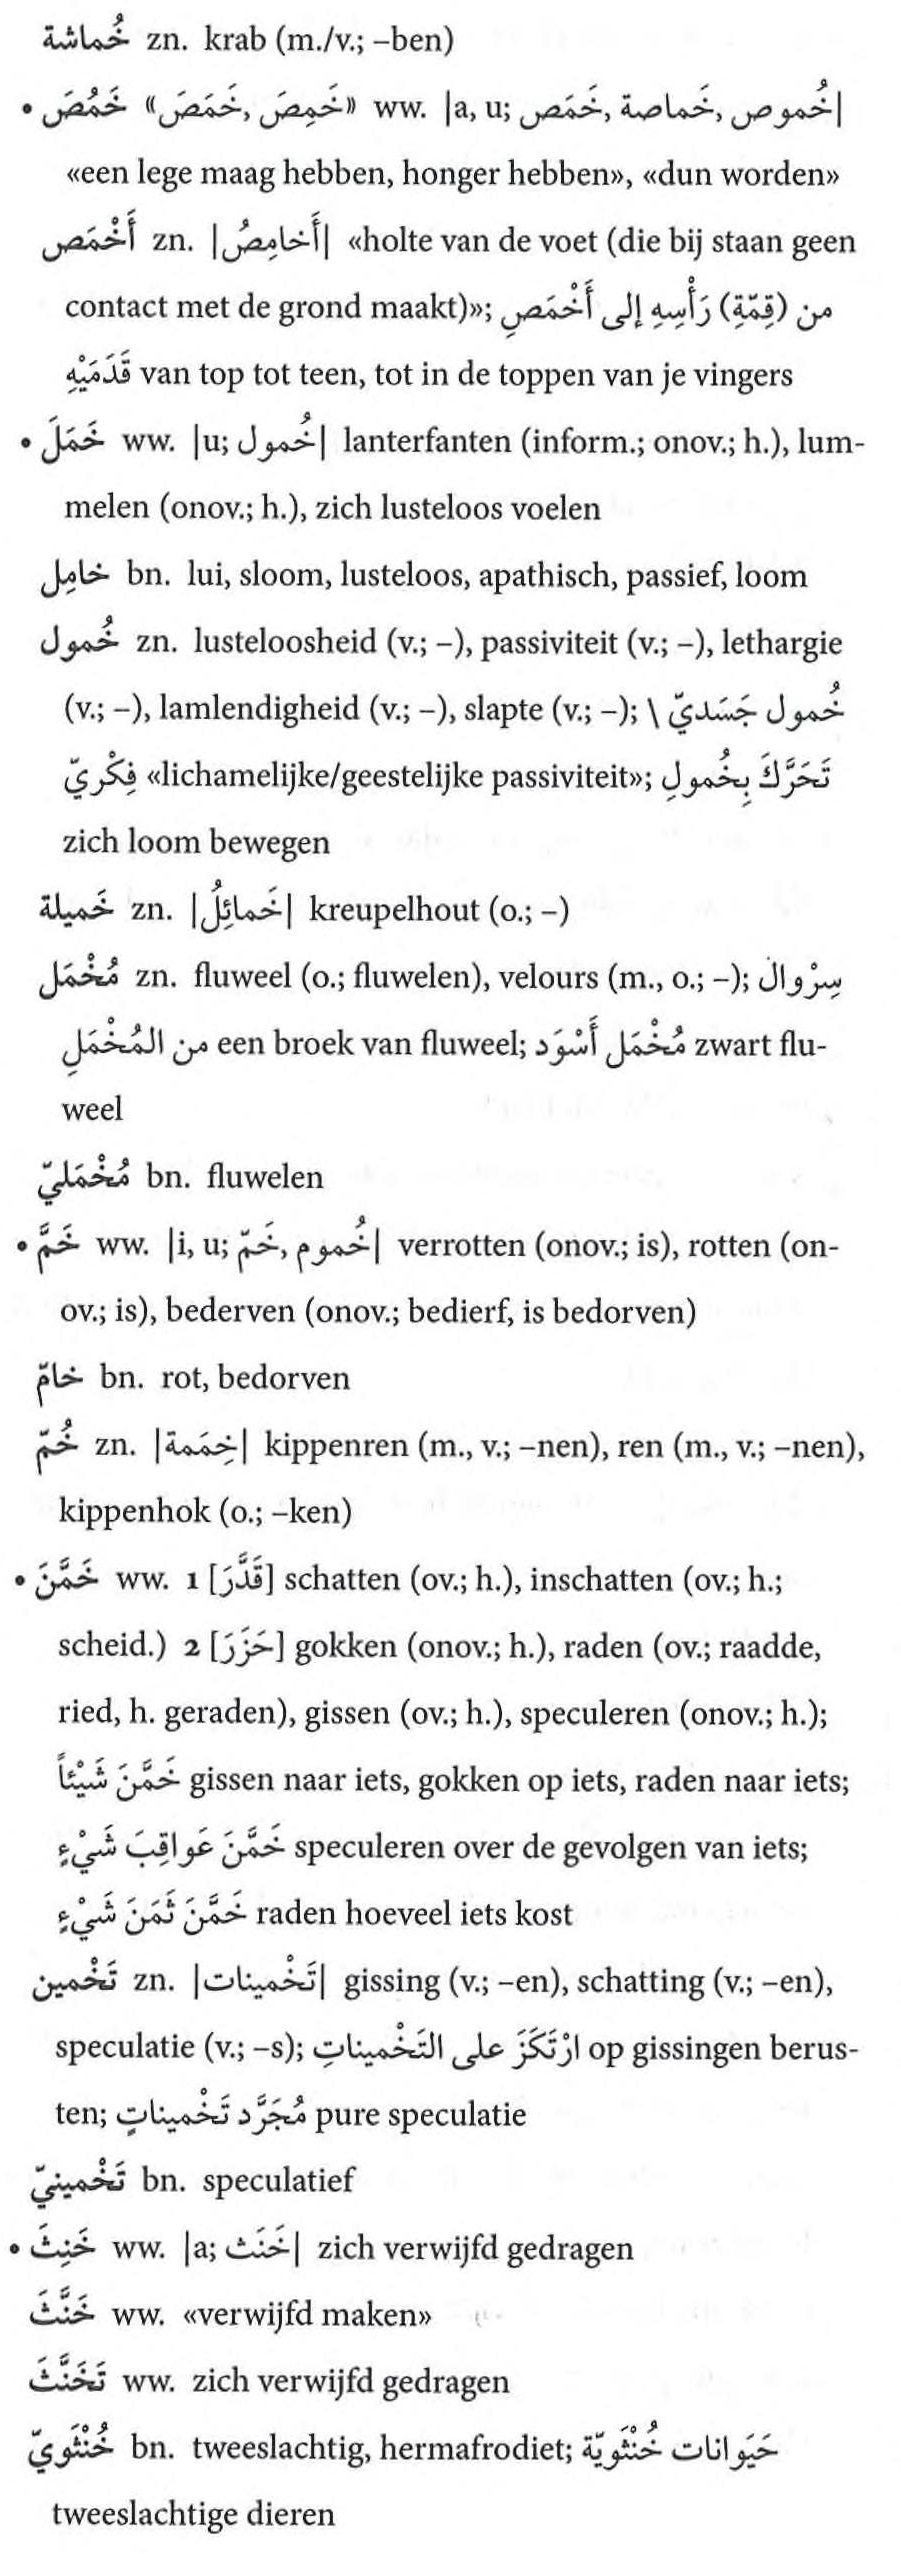 خُماشة zn. krab (m./v.; –ben)
• خَمُصَ «خَمِصَ, خَمَصَ» ww. |a, u; خُموص, خَماصة, خَمَص|
«een lege maag hebben, honger hebben», «dun worden»
أَخْمَص zn. |أَخامِصُ| «holte van de voet (die bij staan geen
contact met de grond maakt)»; من (قِمّةِ) رَأْسِهِ إلى أَخْمَصِ
قَدَمَيْهِ van top tot teen, tot in de toppen van je vingers
• خَمَلَ ww. |u; خُمول| lanterfanten (inform.; onov.; h.), lum-
melen (onov.; h.), zich lusteloos voelen
خامِل bn. lui, sloom, lusteloos, apathisch, passief, loom
خُمول zn. lusteloosheid (v.; –), passiviteit (v.; –), lethargie
(v.; –), lamlendigheid (v.; –), slapte (v.; –); خُمول جَسَديّ \
فِكْريّ «lichamelijke/geestelijke passiviteit»; تَحَرَّكَ بِخُمولٍ
zich loom bewegen
خَميلة zn. |خَمائِلُ| kreupelhout (o.; –)
مُخْمَل zn. fluweel (o.; fluwelen), velours (m., o.; –); سِرْوال
من المُخْمَلِ een broek van fluweel; مُخْمَل أَسْوَد zwart flu-
weel
مُخْمَليّ bn. fluwelen
• خَمَّ ww. |i, u; خُموم, خَمّ| verrotten (onov.; is), rotten (on-
ov.; is), bederven (onov.; bedierf, is bedorven)
خامّ bn. rot, bedorven
خُمّ zn. |خِمَمة| kippenren (m., v.; –nen), ren (m., v.; –nen),
kippenhok (o.; –ken)
• خَمَّنَ ww. 1 [قَدَّرَ] schatten (ov.; h.), inschatten (ov.; h.;
scheid.) 2 [حَزَرَ] gokken (onov.; h.), raden (ov.; raadde,
ried, h. geraden), gissen (ov.; h.), speculeren (onov.; h.);
خَمَّنَ شَيْئاً gissen naar iets, gokken op iets, raden naar iets;
خَمَّنَ عَواقِبَ شَيْءٍ speculeren over de gevolgen van iets;
خَمَّنَ ثَمَنَ شَيْءٍ raden hoeveel iets kost
تَخْمين zn. |تَخْمينات| gissing (v.; –en), schatting (v.; –en),
speculatie (v.; –s); ارْتَكَزَ على التَخْميناتِ op gissingen berus-
ten; مُجَرَّد تَخْميناتٍ pure speculatie
تَخْمينيّ bn. speculatief
• خَنِثَ ww. |a; خَنَث| zich verwijfd gedragen
خَنَّثَ ww. «verwijfd maken»
تَخَنَّثَ ww. zich verwijfd gedragen
خُنْثَويّ bn. tweeslachtig, hermafrodiet; حَيَوانات خُنْثَويّة
tweeslachtige dieren